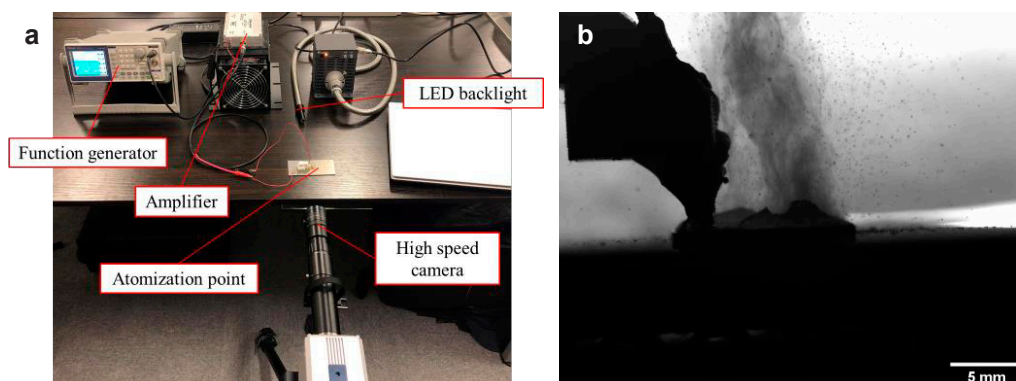 a
b
LED backlight
Function generator
Amplifier
High speed
camera
Atomization point
5 mm